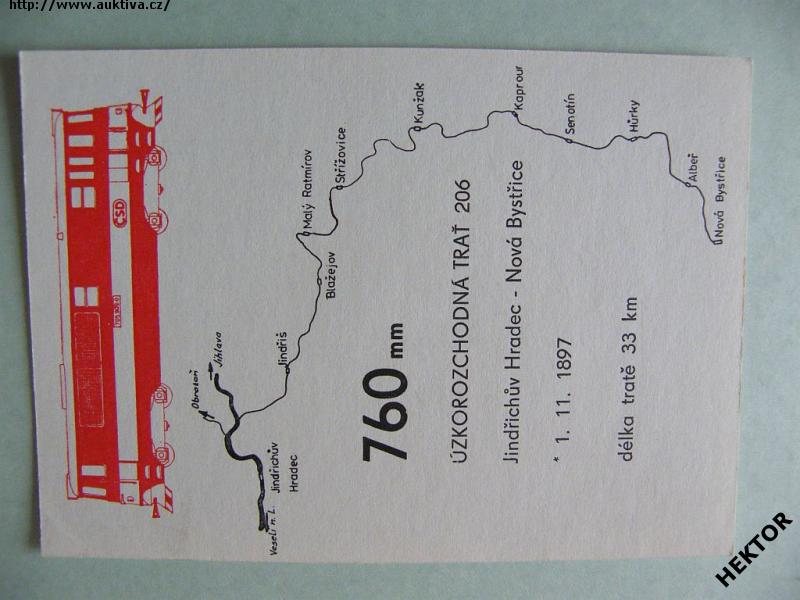 http://www.auktiva.cz/
ČSD
Obrataň
Jihlava
Veselí n. L.
Jindřichův
Hradec
Jindřiš
Blažejov
Malý Ratmírov
Střížovice
Kunžak
Kaproun
Senotín
Hůrky
Albeř
Nová Bystřice
760 mm
ÚZKOROZCHODNÁ TRAŤ 206
Jindřichův Hradec - Nová Bystřice
* 1. 11. 1897
délka tratě 33 km
HEKTOR